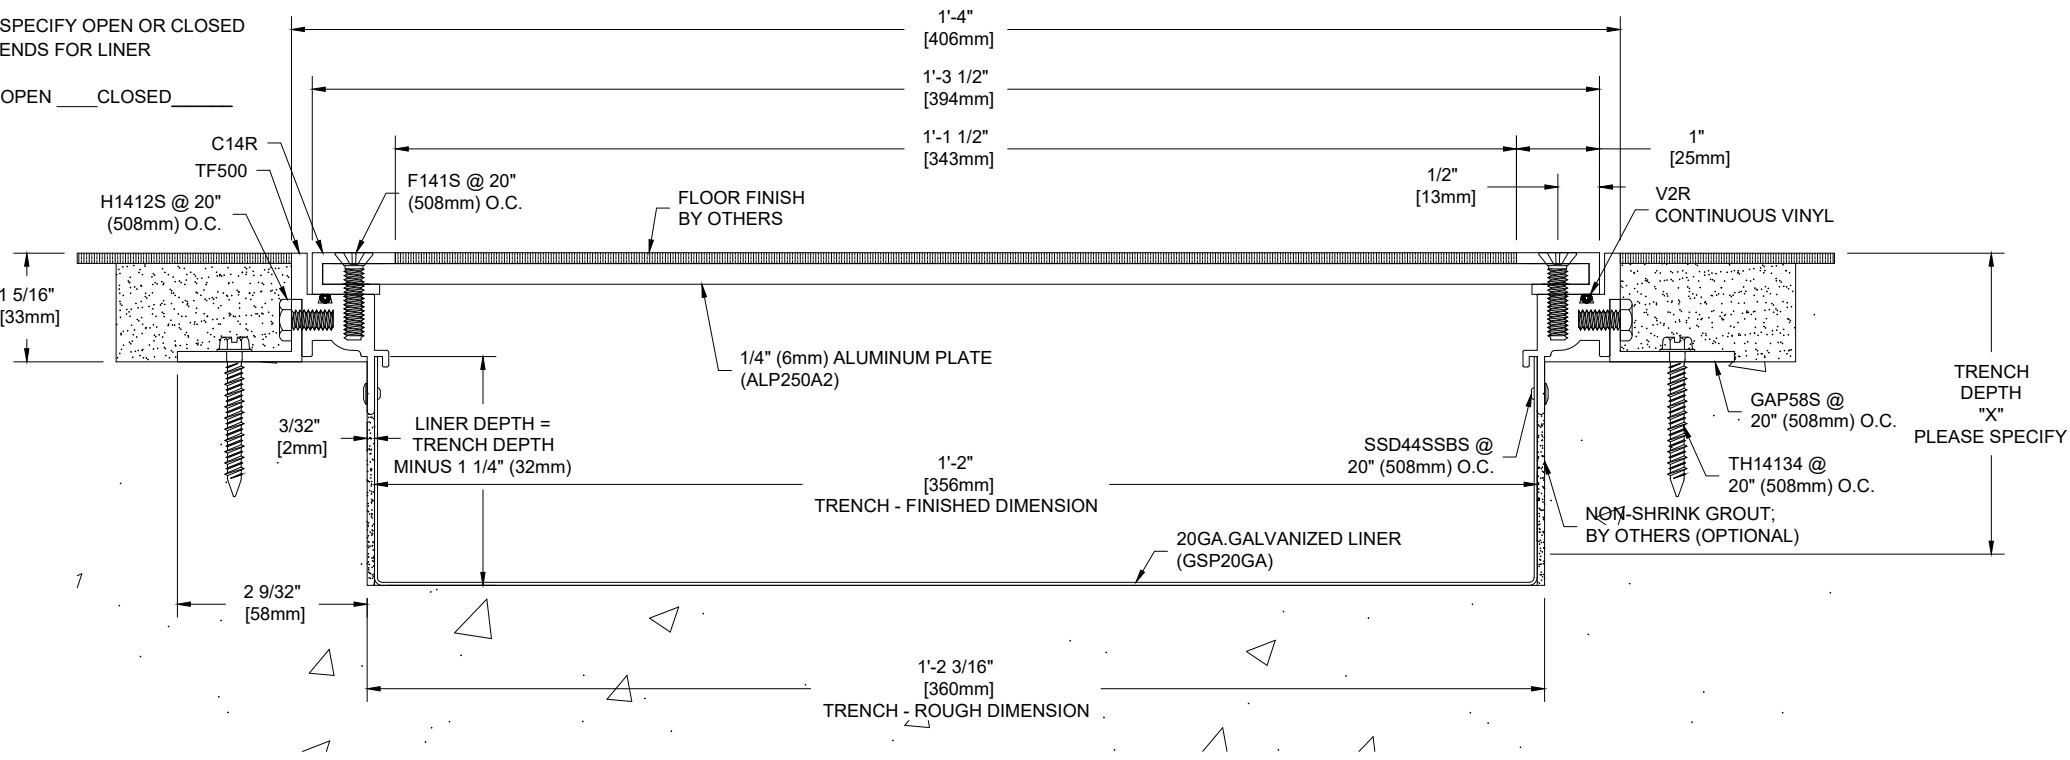 SPECIFY OPEN OR CLOSED
ENDS FOR LINER
OPEN ____CLOSED______
1'-4"
[406mm]
1'-3 1/2"
[394mm]
1'-1 1/2"
[343mm]
1"
[25mm]
1/2"
[13mm]
C14R
TF500
H1412S @ 20"
(508mm) O.C.
F141S @ 20"
(508mm) O.C.
FLOOR FINISH
BY OTHERS
V2R
CONTINUOUS VINYL
1 5/16"
[33mm]
1/4" (6mm) ALUMINUM PLATE
(ALP250A2)
3/32"
[2mm]
LINER DEPTH =
TRENCH DEPTH
MINUS 1 1/4" (32mm)
1'-2"
[356mm]
TRENCH - FINISHED DIMENSION
SSD44SSBS @
20" (508mm) O.C.
GAP58S @
20" (508mm) O.C.
TH14134 @
20" (508mm) O.C.
TRENCH
DEPTH
"X"
PLEASE SPECIFY
NON-SHRINK GROUT;
BY OTHERS (OPTIONAL)
20GA.GALVANIZED LINER
(GSP20GA)
2 9/32"
[58mm]
1'-2 3/16"
[360mm]
TRENCH - ROUGH DIMENSION